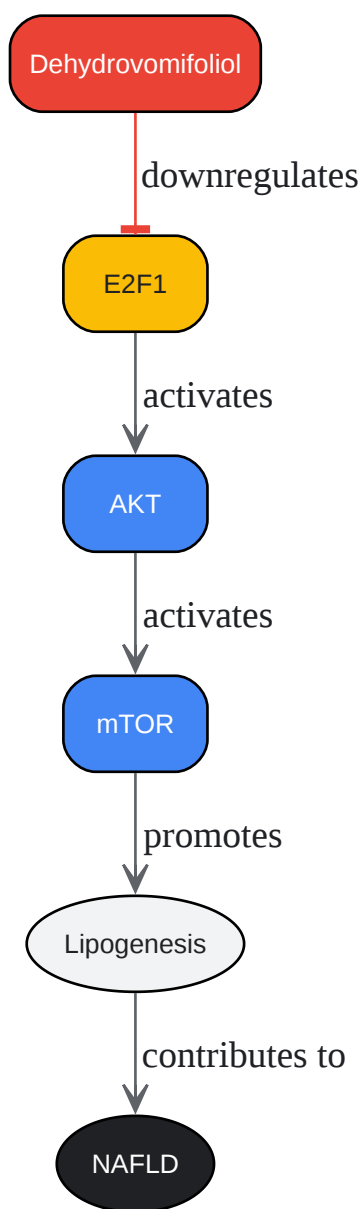 Dehydrovomifoliol
downregulates
E2F1
activates
AKT
activates
mTOR
promotes
Lipogenesis
contributes to
NAFLD